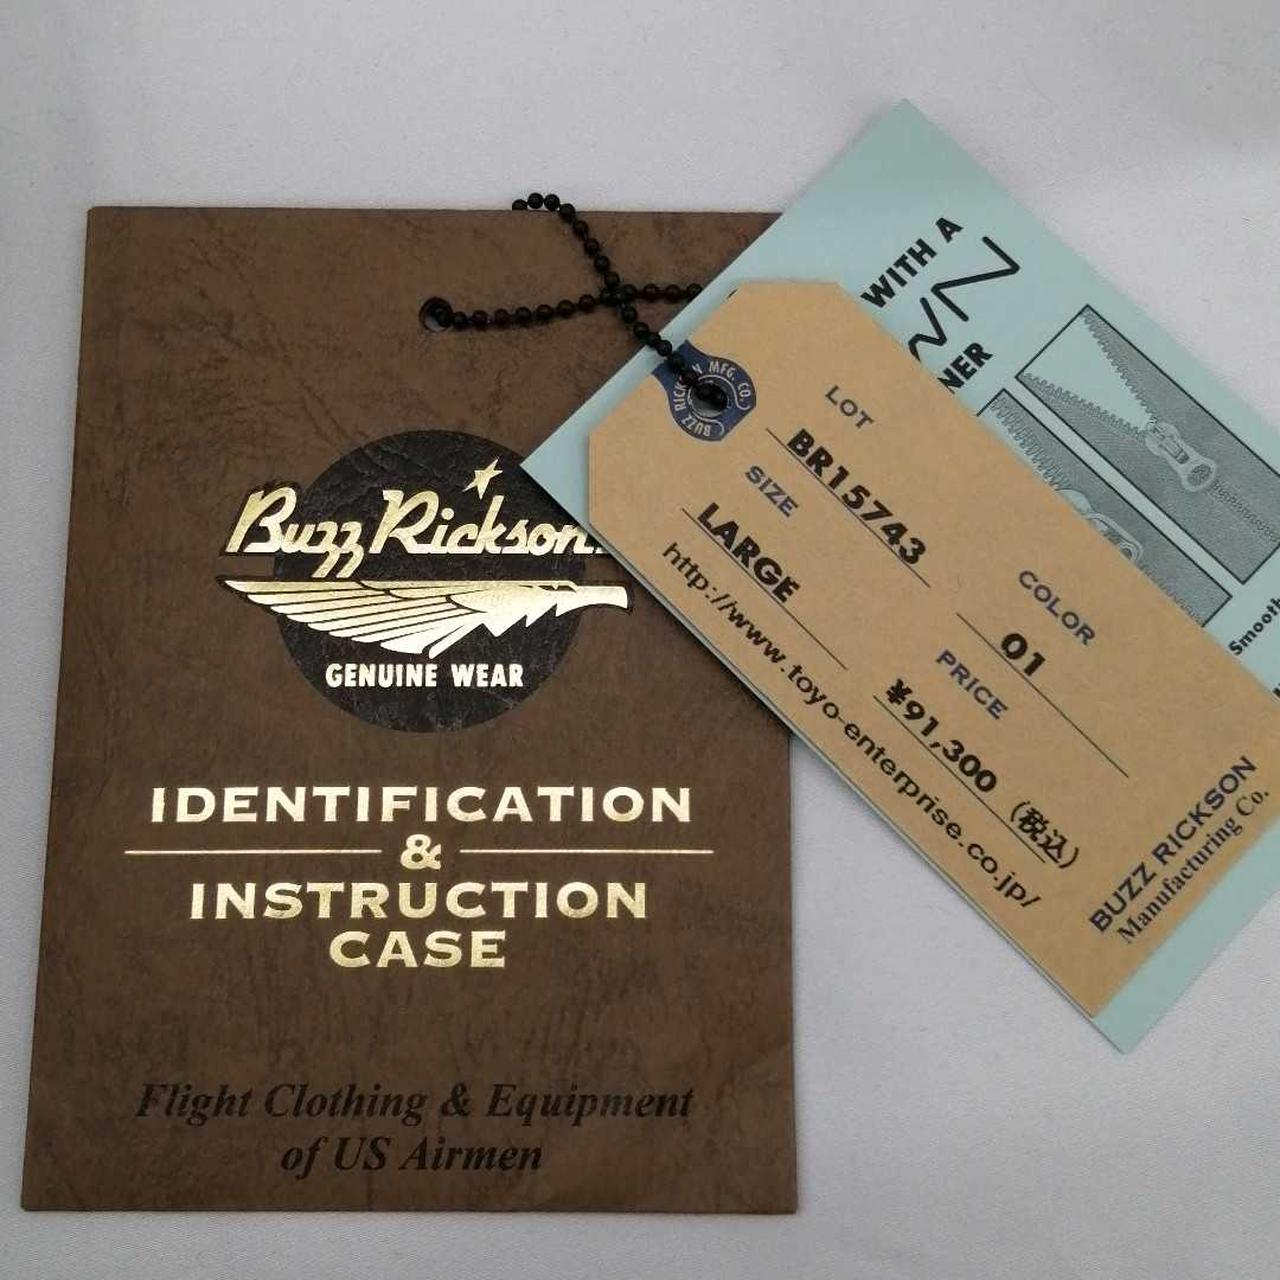 Buzz Rickson
GENUINE WEAR
IDENTIFICATION
&
INSTRUCTION
CASE
Flight Clothing & Equipment
of US Airmen
BUZZ RICKSON MFG. CO.
LOT
BR15743
SIZE
LARGE
COLOR
01
PRICE
¥91,300 (税込)
http://www.toyo-enterprise.co.jp/
BUZZ RICKSON
Manufacturing Co.
WITH A
Smooth